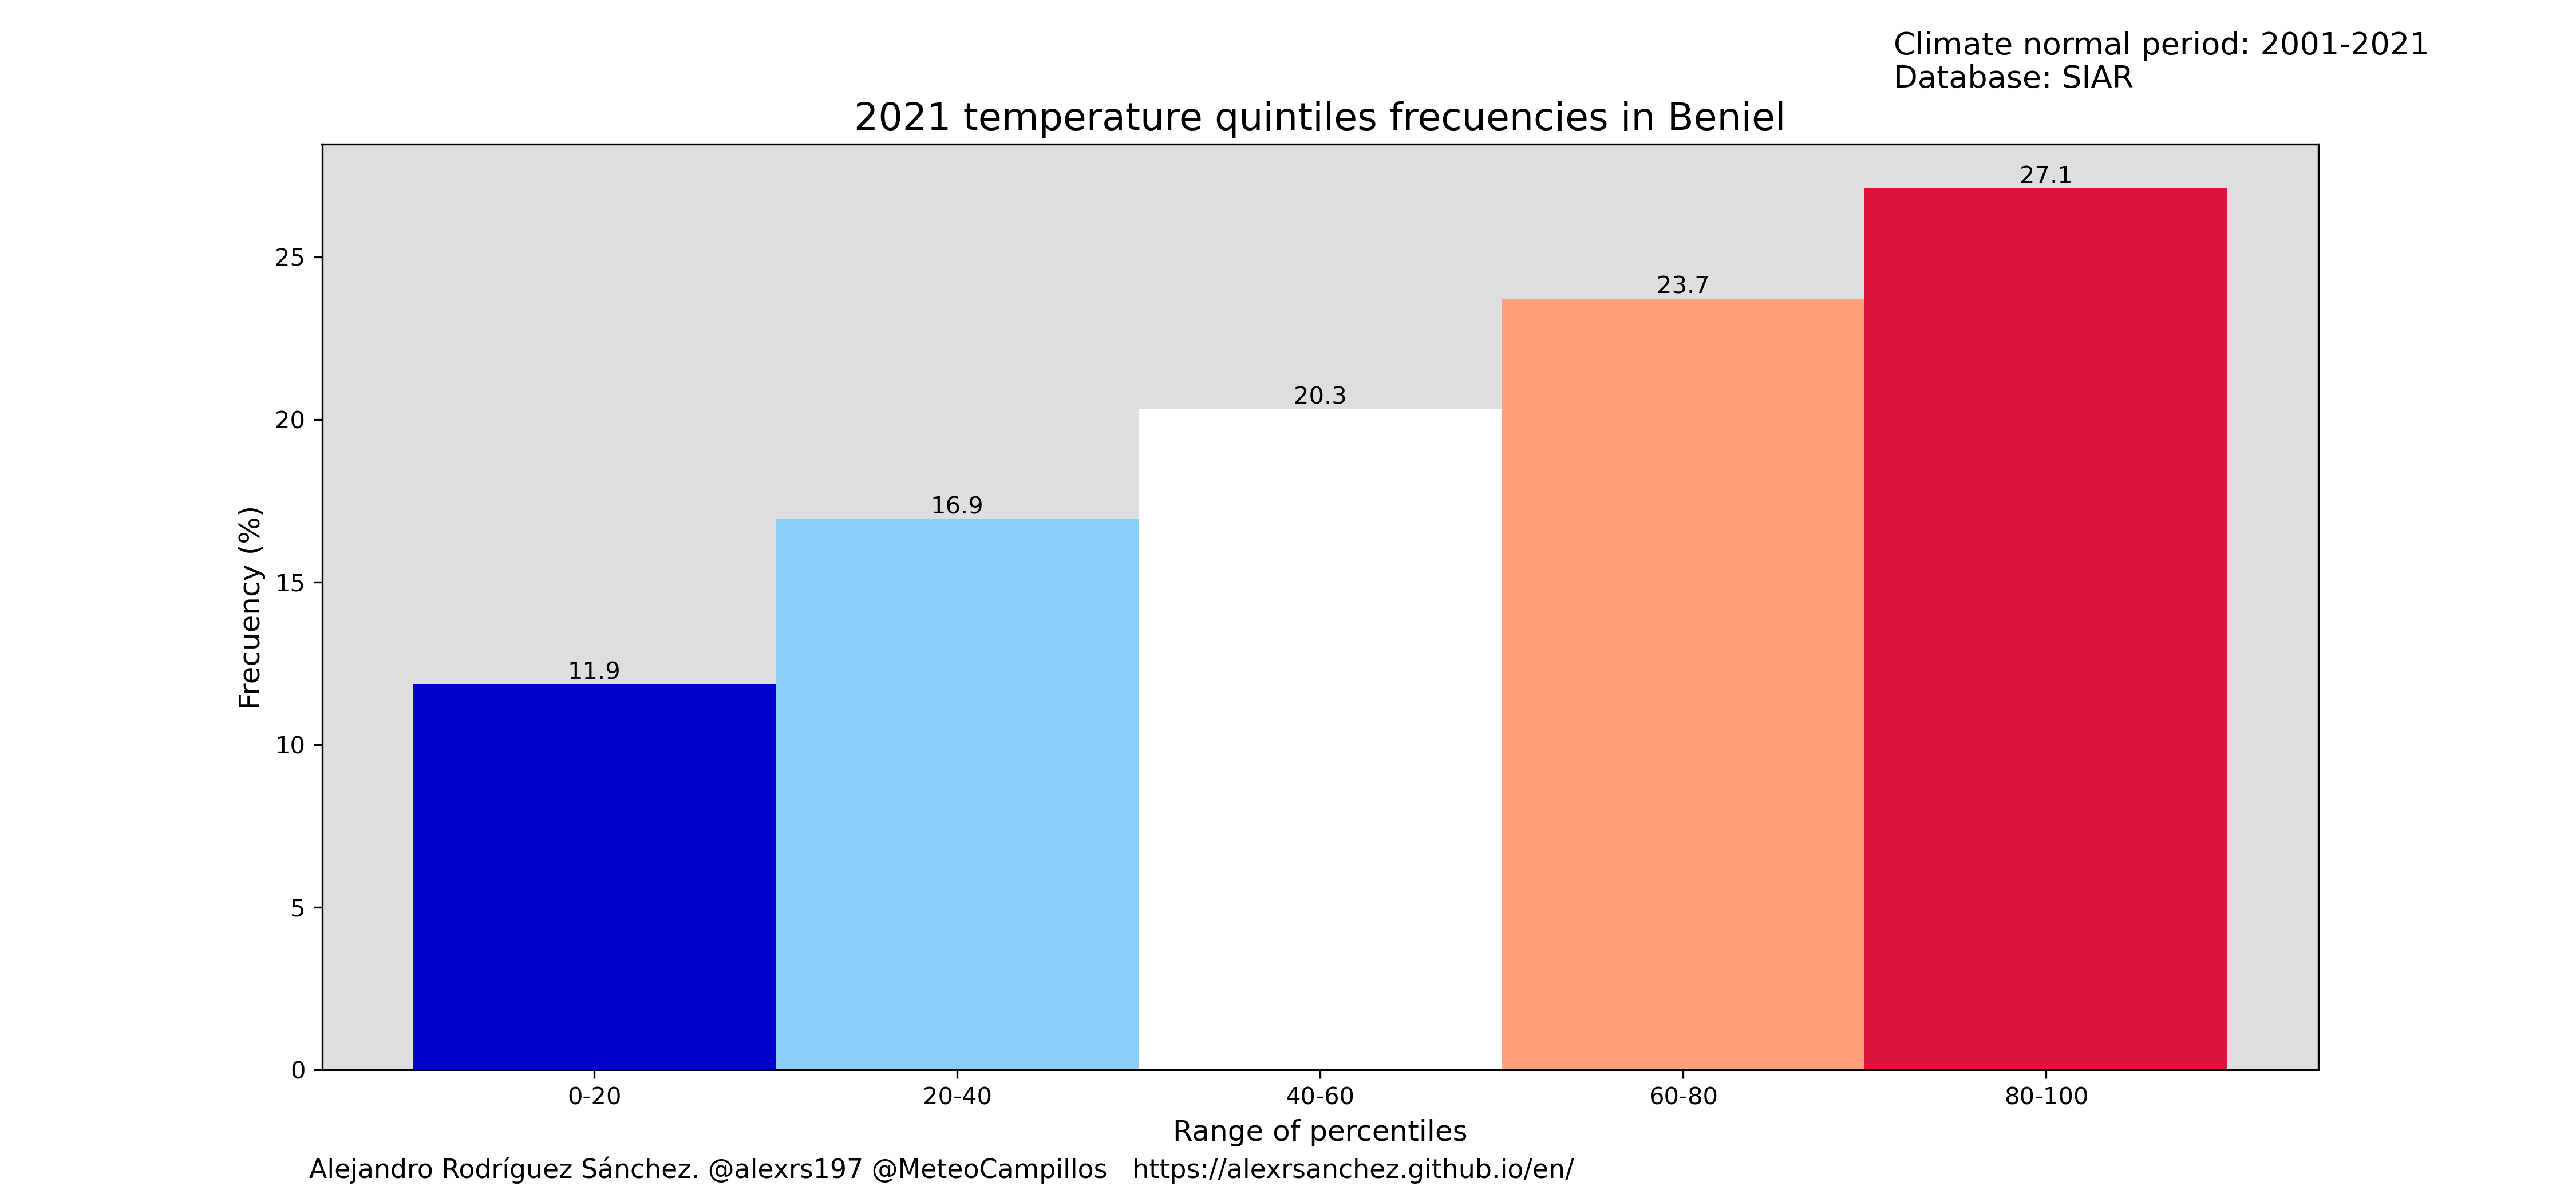 Climate normal period: 2001-2021
Database: SIAR
2021 temperature quintiles frecuencies in Beniel
27.1
25
23.7
20.3
20
16.9
Frecuency (%)
15
11.9
10
5
0
0-20 20-40 40-60 60-80 80-100
Range of percentiles
Alejandro Rodríguez Sánchez. @alexrs197 @MeteoCampillos https://alexrsanchez.github.io/en/